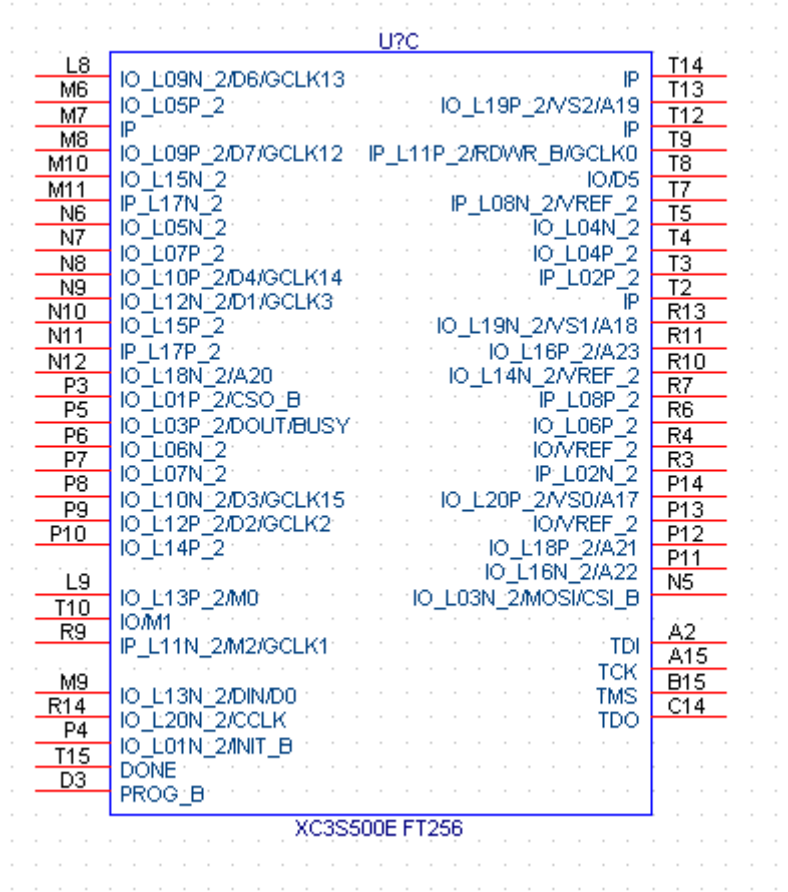 U?C
L8 IO_L09N_2/D6/GCLK13 IP T14
M6 IO_L05P_2 IO_L19P_2/VS2/A19 T13
M7 IP IP T12
M8 IO_L09P_2/D7/GCLK12 IP_L11P_2/RDWR_B/GCLK0 T9
M10 IO_L15N_2 IO/D5 T8
M11 IP_L17N_2 IP_L08N_2/VREF_2 T7
N6 IO_L05N_2 IO_L04N_2 T5
N7 IO_L07P_2 IO_L04P_2 T4
N8 IO_L10P_2/D4/GCLK14 IP_L02P_2 T3
N9 IO_L12N_2/D1/GCLK3 IP T2
N10 IO_L15P_2 IO_L19N_2/VS1/A18 R13
N11 IP_L17P_2 IO_L16P_2/A23 R11
N12 IO_L18N_2/A20 IO_L14N_2/VREF_2 R10
P3 IO_L01P_2/CSO_B IP_L08P_2 R7
P5 IO_L03P_2/DOUT/BUSY IO_L06P_2 R6
P6 IO_L06N_2 IO/VREF_2 R4
P7 IO_L07N_2 IP_L02N_2 R3
P8 IO_L10N_2/D3/GCLK15 IO_L20P_2/VS0/A17 P14
P9 IO_L12P_2/D2/GCLK2 IO/VREF_2 P13
P10 IO_L14P_2 IO_L18P_2/A21 P12
IO_L16N_2/A22 P11
L9 IO_L13P_2/M0 IO_L03N_2/MOSI/CSI_B N5
T10 IO/M1
R9 IP_L11N_2/M2/GCLK1 TDI A2
TCK A15
M9 IO_L13N_2/DIN/D0 TMS B15
R14 IO_L20N_2/CCLK TDO C14
P4 IO_L01N_2/INIT_B
T15 DONE
D3 PROG_B
XC3S500E FT256